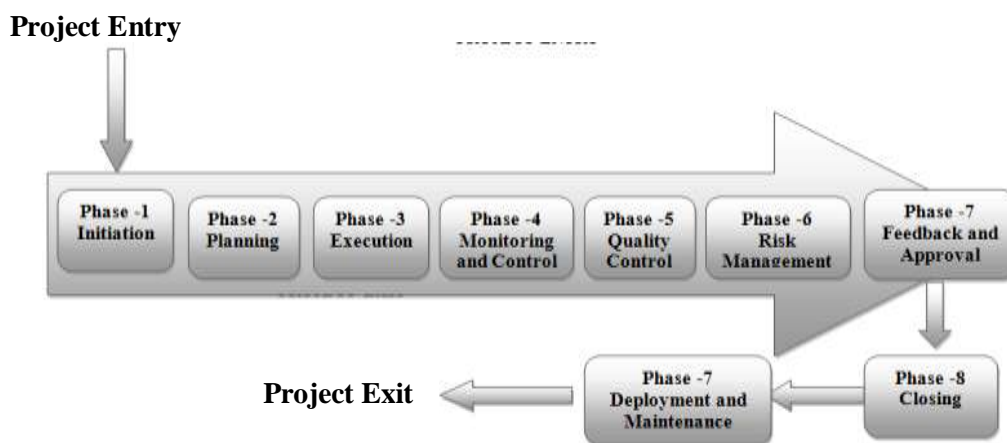 Project Entry
Phase -1
Initiation
Phase -2
Planning
Phase -3
Execution
Phase -4
Monitoring
and Control
Phase -5
Quality
Control
Phase -6
Risk
Management
Phase -7
Feedback and
Approval
Phase -8
Closing
Phase -7
Deployment and
Maintenance
Project Exit